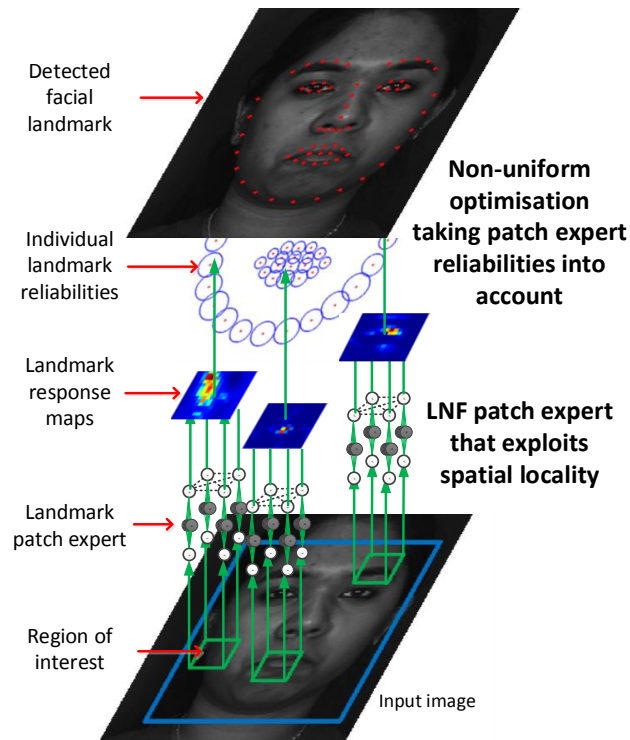 Detected
facial
landmark
Non-uniform
optimisation
taking patch expert
reliabilities into
account
Individual
landmark
reliabilities
Landmark
response
maps
LNF patch expert
that exploits
spatial locality
Landmark
patch expert
Region of
interest
Input image